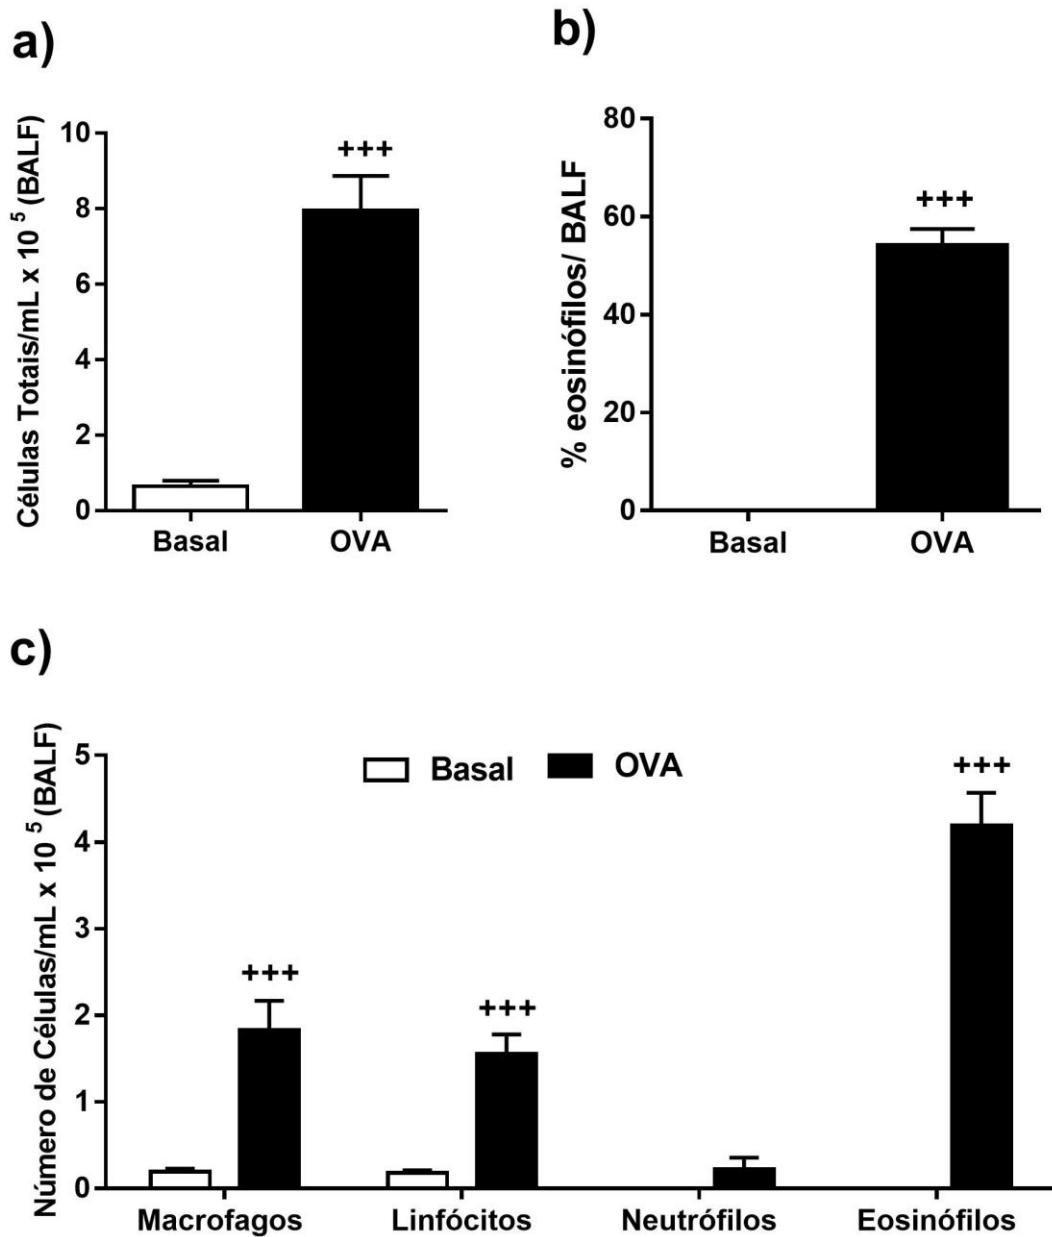 a)
Células Totais/mL x 10 5 (BALF)
10
8
6
4
2
0
+++
Basal
OVA
b)
% eosinófilos/ BALF
80
60
40
20
0
+++
Basal
OVA
c)
Número de Células/mL x 10 5 (BALF)
5
4
3
2
1
0
Basal
OVA
+++
+++
+++
Macrofagos
Linfócitos
Neutrófilos
Eosinófilos